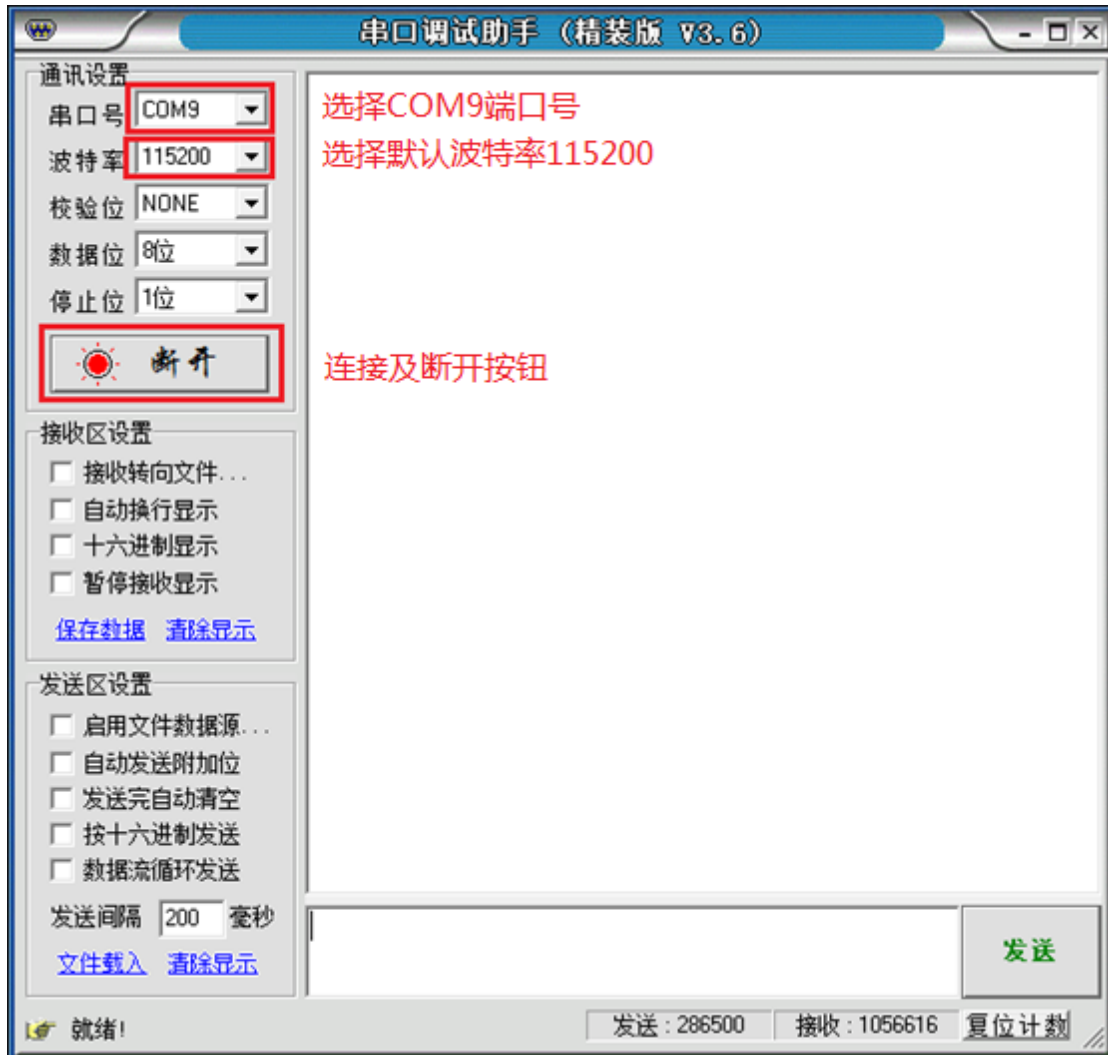 串口调试助手 (精装版 V3.6)
通讯设置
串口号 COM9
波特率 115200
校验位 NONE
数据位 8位
停止位 1位
断开
选择COM9端口号
选择默认波特率115200
连接及断开按钮
接收区设置
接收转向文件...
自动换行显示
十六进制显示
暂停接收显示
保存数据 清除显示
发送区设置
启用文件数据源...
自动发送附加位
发送完自动清空
按十六进制发送
数据流循环发送
发送间隔 200 毫秒
文件载入 清除显示
发送
就绪! 发送:286500 接收:1056616 复位计数